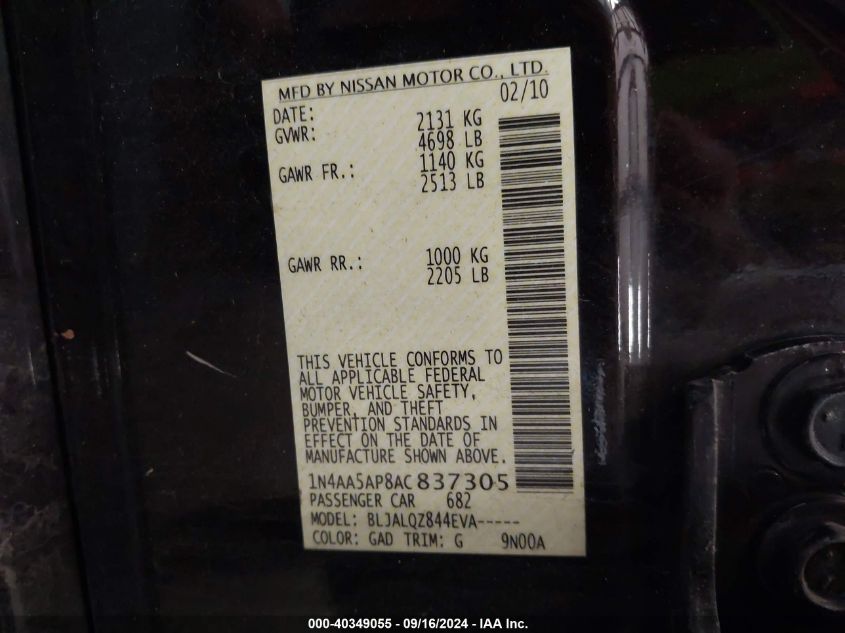 MFD BY NISSAN MOTOR CO., LTD.
DATE: 02/10
GVWR: 2131 KG
4698 LB
GAWR FR.: 1140 KG
2513 LB
GAWR RR.: 1000 KG
2205 LB
THIS VEHICLE CONFORMS TO
ALL APPLICABLE FEDERAL
MOTOR VEHICLE SAFETY,
BUMPER, AND THEFT
PREVENTION STANDARDS IN
EFFECT ON THE DATE OF
MANUFACTURE SHOWN ABOVE.
1N4AA5AP8AC837305
PASSENGER CAR 682
MODEL: BLJALQZ844EVA-----
COLOR: GAD TRIM: G 9N00A
000-40349055 - 09/16/2024 - IAA Inc.